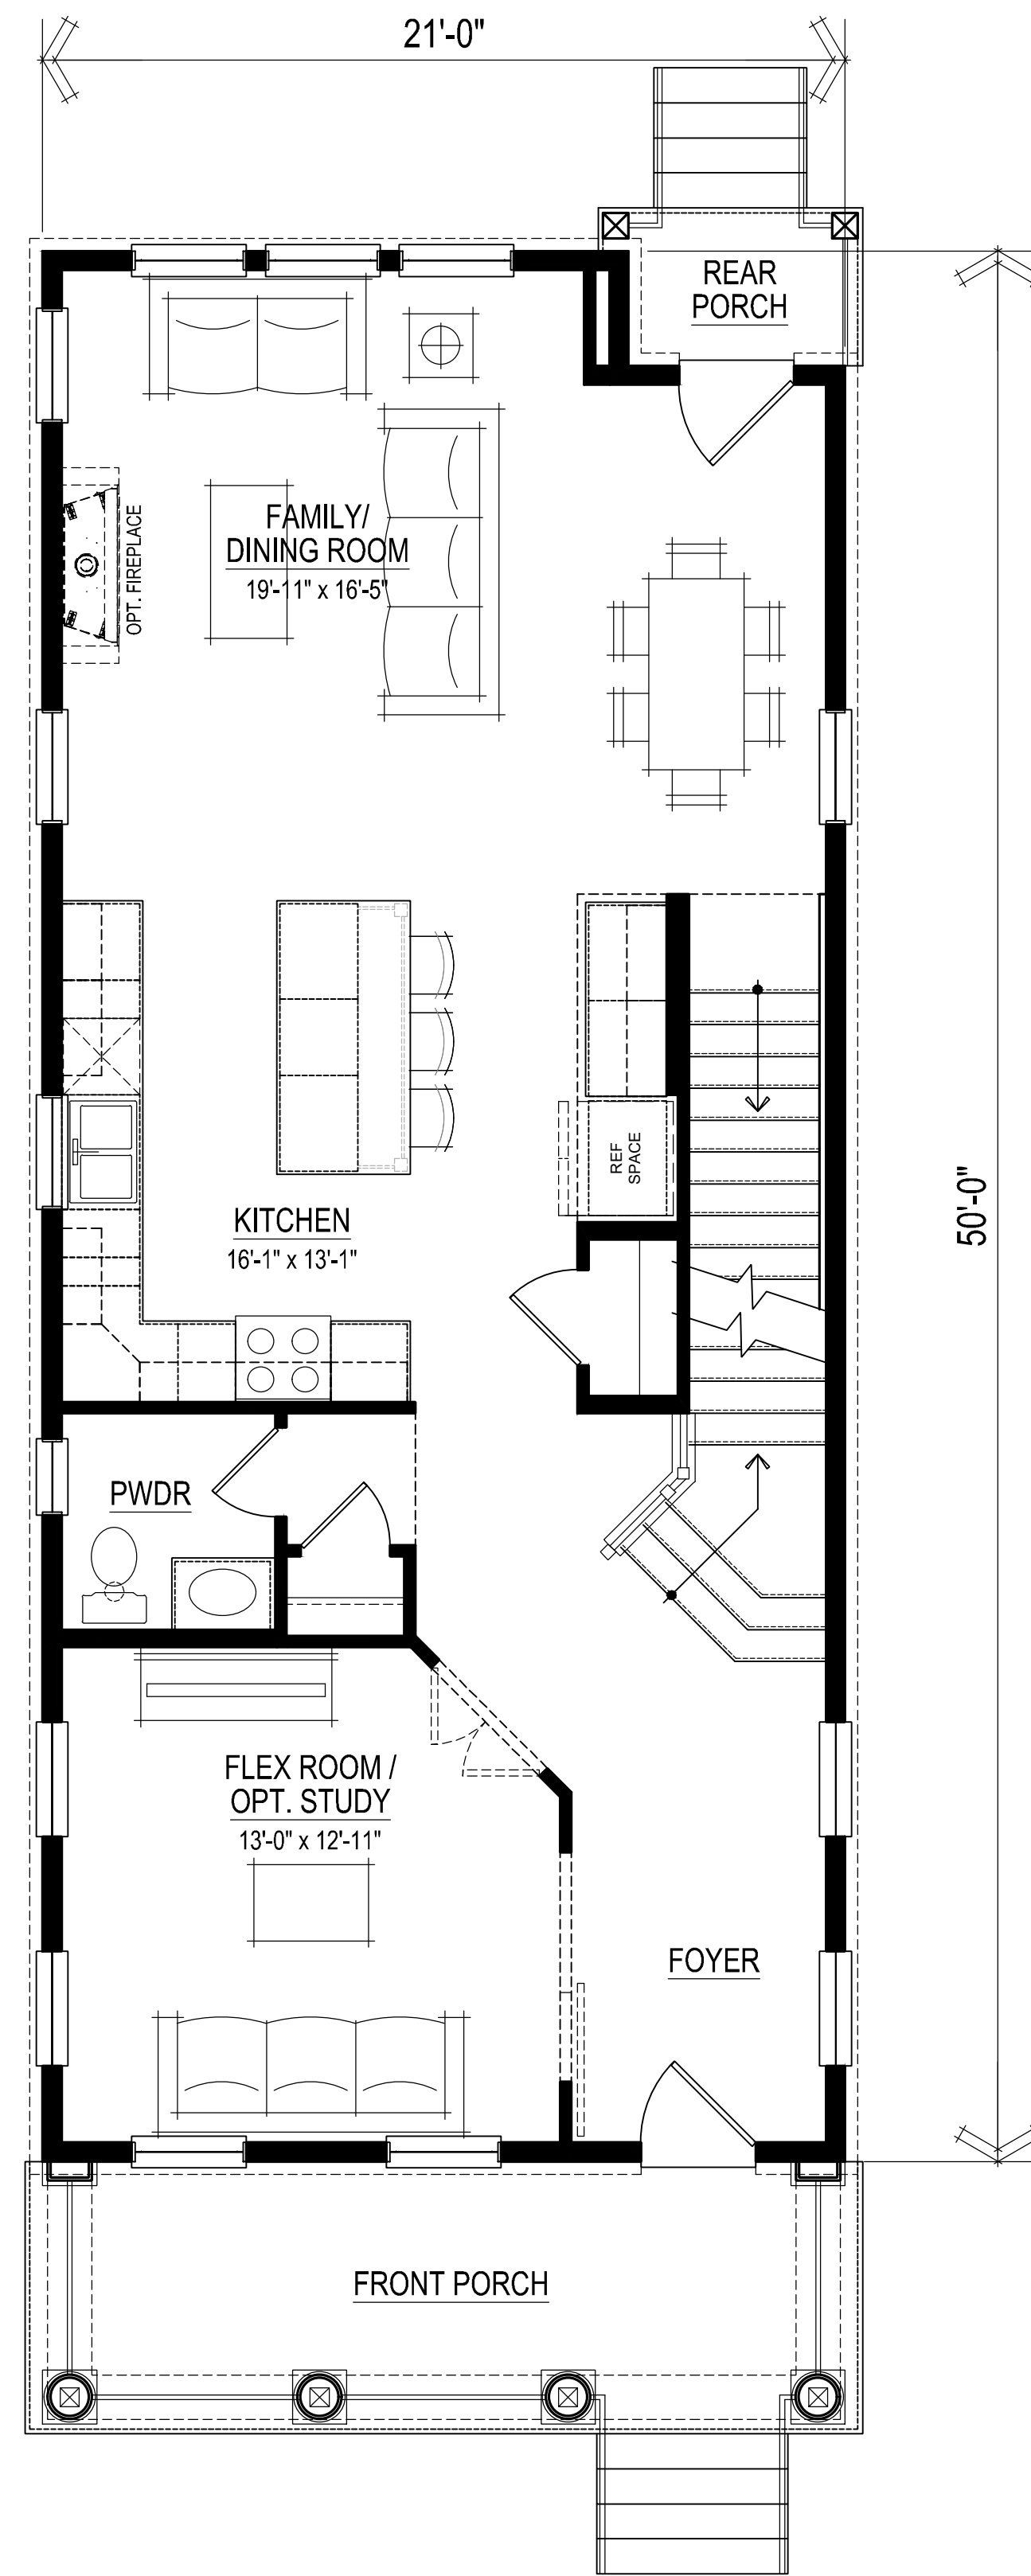 21'-0"
REAR
PORCH
FAMILY/
DINING ROOM
19'-11" x 16'-5"
OPT. FIREPLACE
REF
SPACE
50'-0"
KITCHEN
16'-1" x 13'-1"
PWDR
FLEX ROOM /
OPT. STUDY
13'-0" x 12'-11"
FOYER
FRONT PORCH